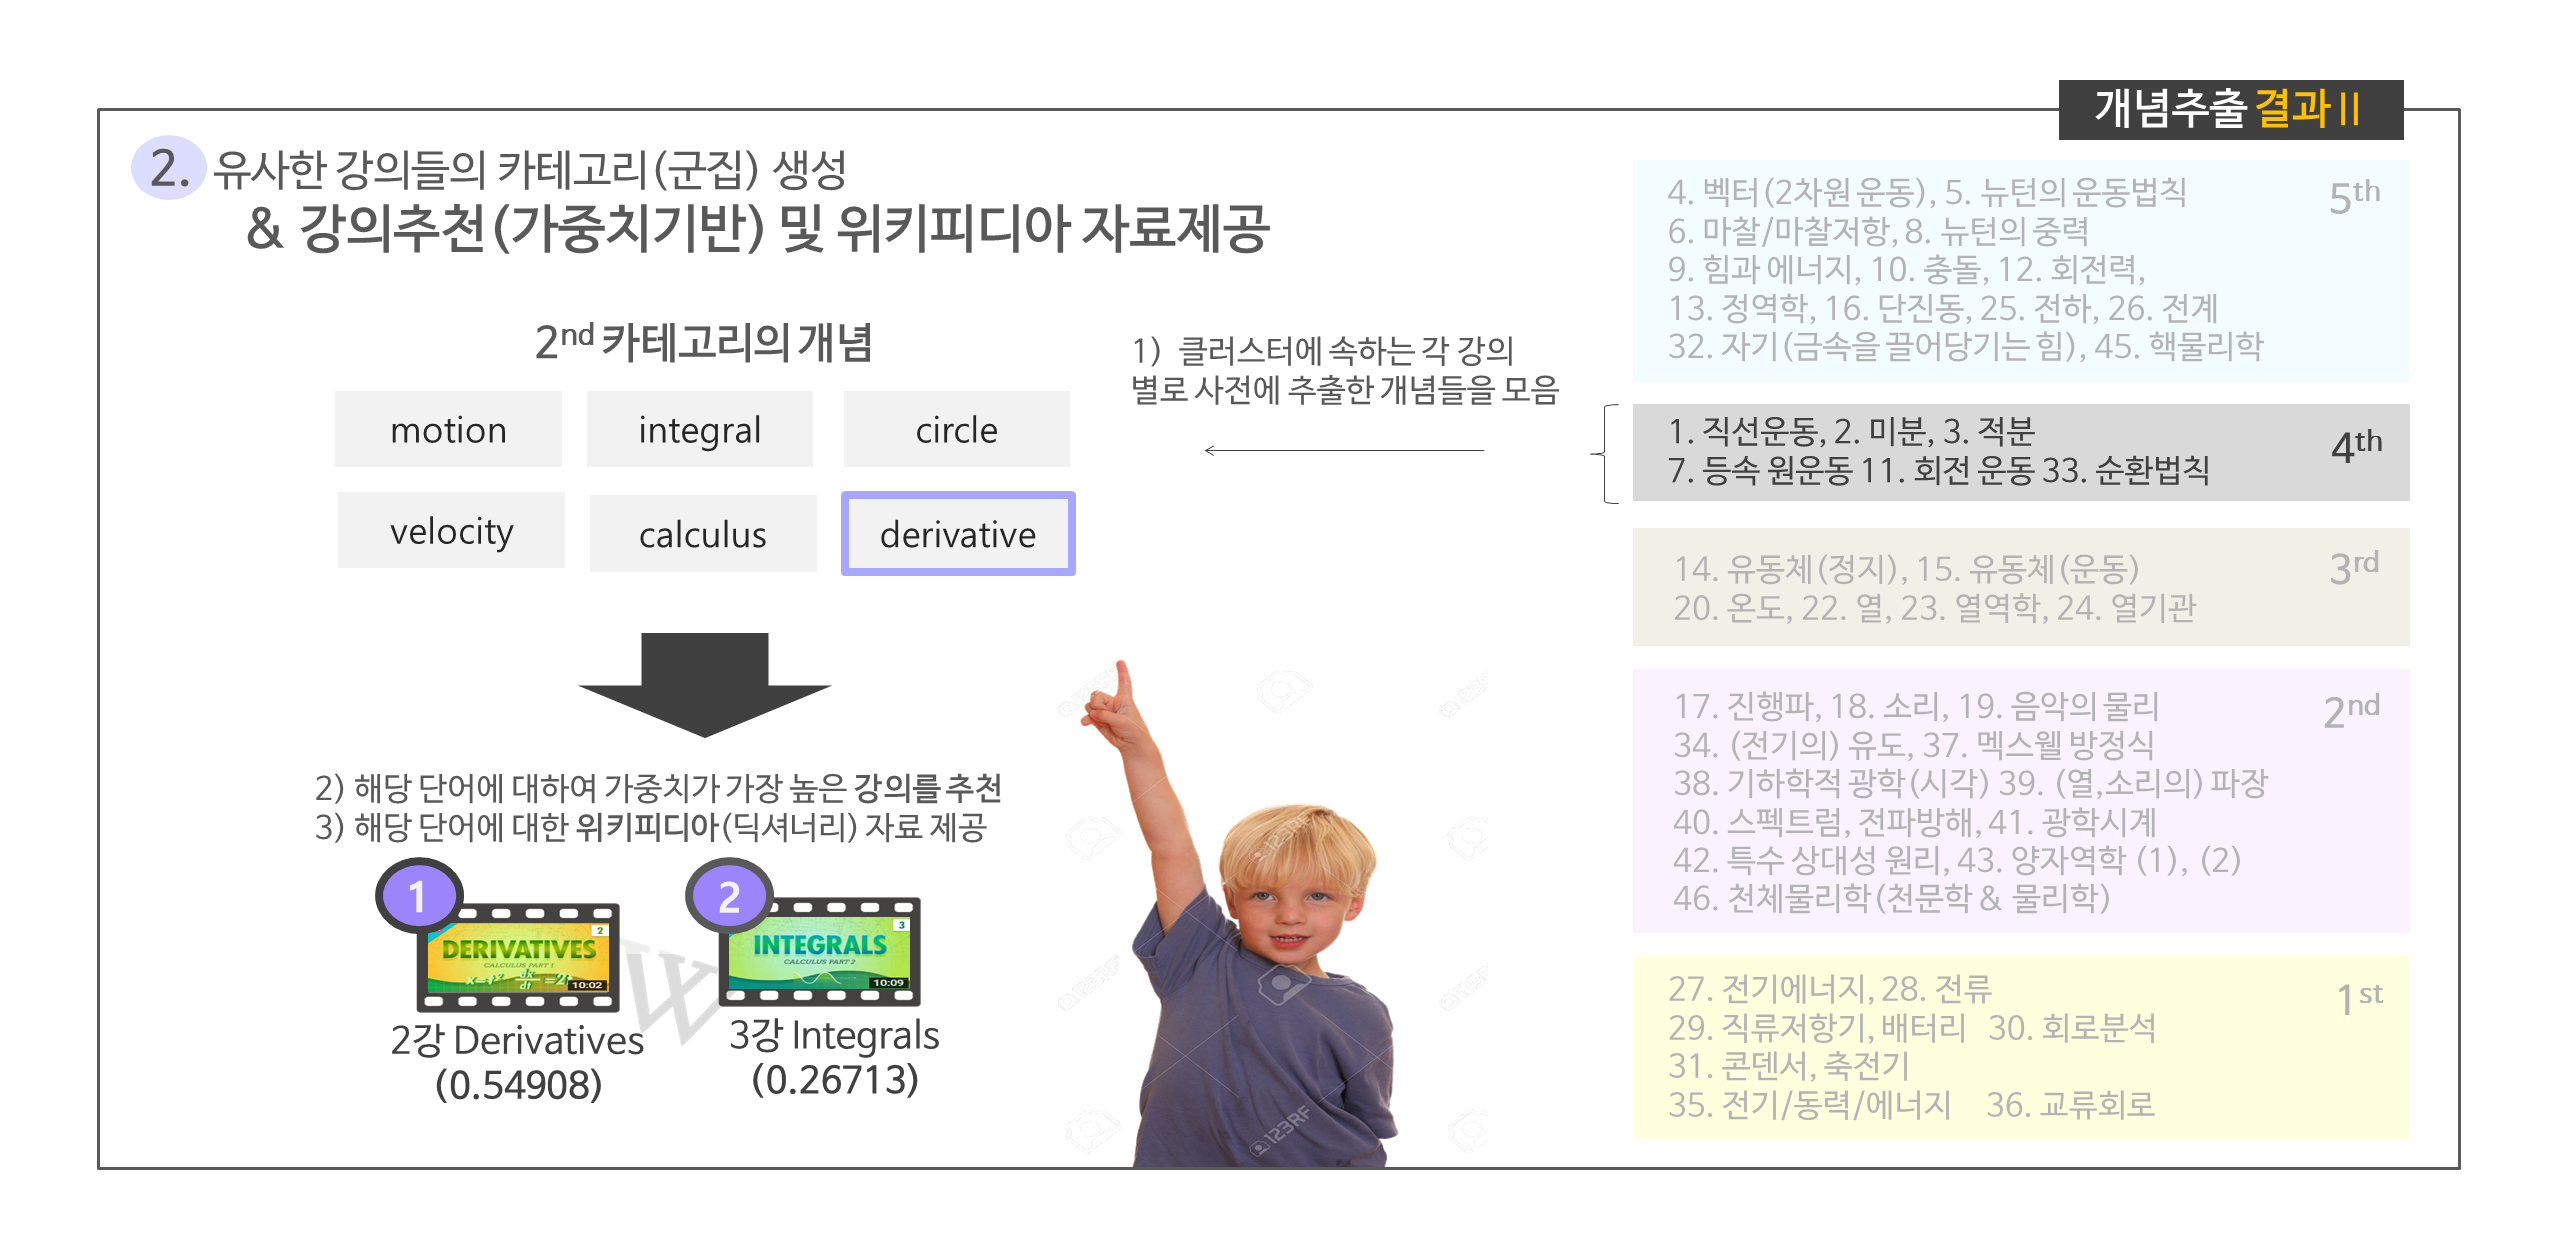 개념추출 결과 II
2. 유사한 강의들의 카테고리(군집) 생성
& 강의추천(가중치기반) 및 위키피디아 자료제공
2nd 카테고리의 개념
motion
integral
circle
velocity
calculus
derivative
1) 클러스터에 속하는 각 강의
별로 사전에 추출한 개념들을 모음
2) 해당 단어에 대하여 가중치가 가장 높은 강의를 추천
3) 해당 단어에 대한 위키피디아(딕셔너리) 자료 제공
1
2
DERIVATIVES
CALCULUS PART 1
2
10:02
INTEGRALS
CALCULUS PART 2
3
10:09
W
2강 Derivatives
(0.54908)
3강 Integrals
(0.26713)
123RF
4. 벡터(2차원 운동), 5. 뉴턴의 운동법칙
5th
6. 마찰/마찰저항, 8. 뉴턴의 중력
9. 힘과 에너지, 10. 충돌, 12. 회전력,
13. 정역학, 16. 단진동, 25. 전하, 26. 전계
32. 자기(금속을 끌어당기는 힘), 45. 핵물리학
1. 직선운동, 2. 미분, 3. 적분
4th
7. 등속 원운동 11. 회전 운동 33. 순환법칙
14. 유동체(정지), 15. 유동체(운동)
3rd
20. 온도, 22. 열, 23. 열역학, 24. 열기관
17. 진행파, 18. 소리, 19. 음악의 물리
2nd
34. (전기의) 유도, 37. 멕스웰 방정식
38. 기하학적 광학(시각) 39. (열,소리의) 파장
40. 스펙트럼, 전파방해, 41. 광학시계
42. 특수 상대성 원리, 43. 양자역학 (1), (2)
46. 천체물리학(천문학 & 물리학)
27. 전기에너지, 28. 전류
1st
29. 직류저항기, 배터리 30. 회로분석
31. 콘덴서, 축전기
35. 전기/동력/에너지 36. 교류회로